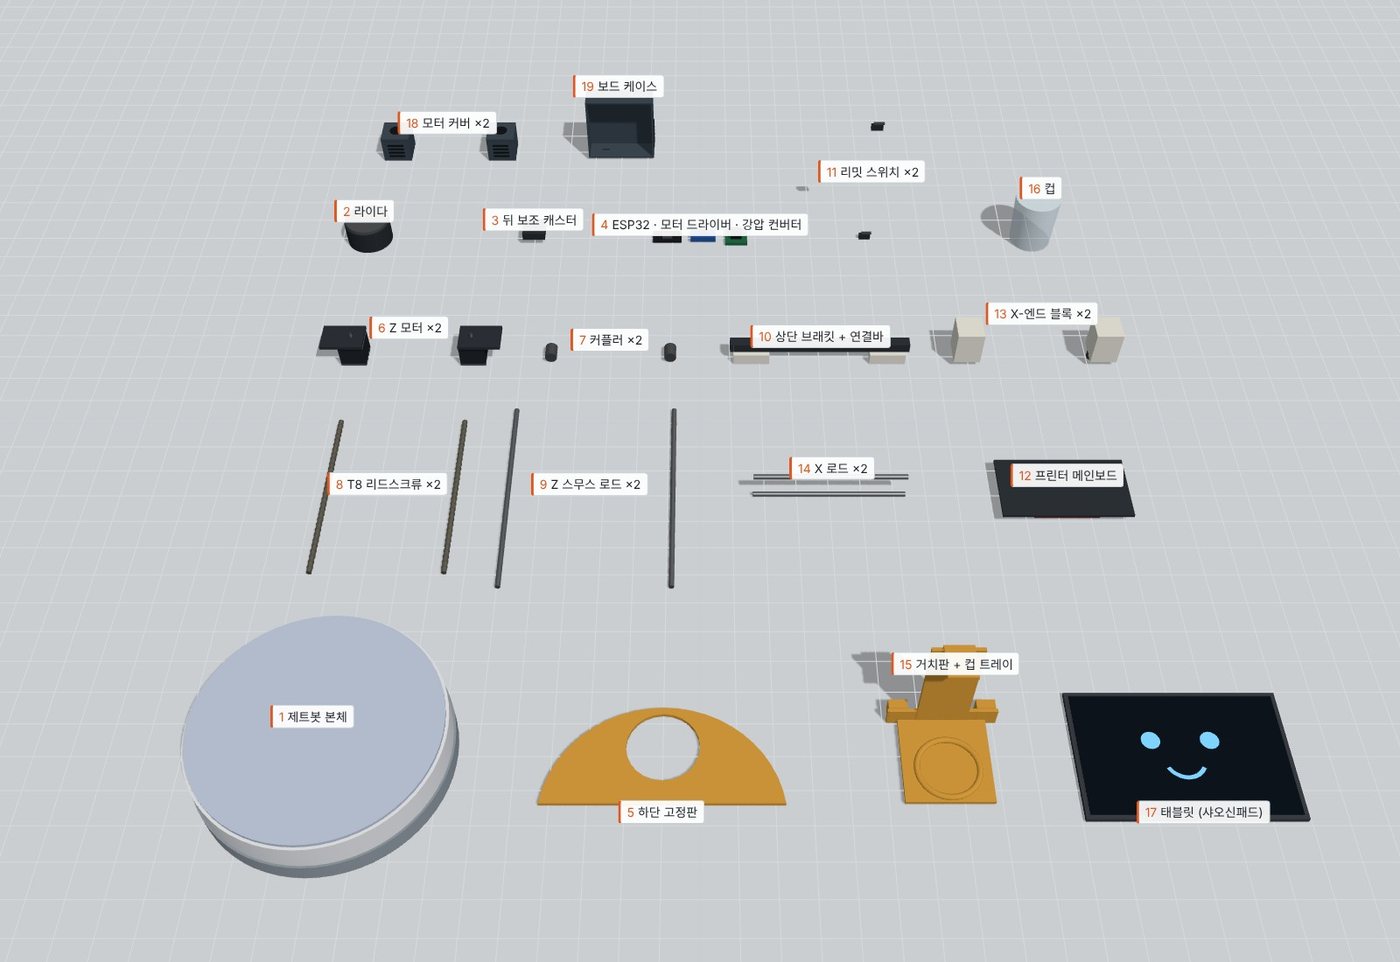 19 보드 케이스
18 모터 커버 ×2
11 리밋 스위치 ×2
16 컵
2 라이다
3 뒤 보조 캐스터
4 ESP32 · 모터 드라이버 · 강압 컨버터
13 X-엔드 블록 ×2
6 Z 모터 ×2
7 커플러 ×2
10 상단 브래킷 + 연결바
14 X 로드 ×2
12 프린터 메인보드
8 T8 리드스크류 ×2
9 Z 스무스 로드 ×2
15 거치판 + 컵 트레이
1 제트봇 본체
5 하단 고정판
17 태블릿 (샤오신패드)